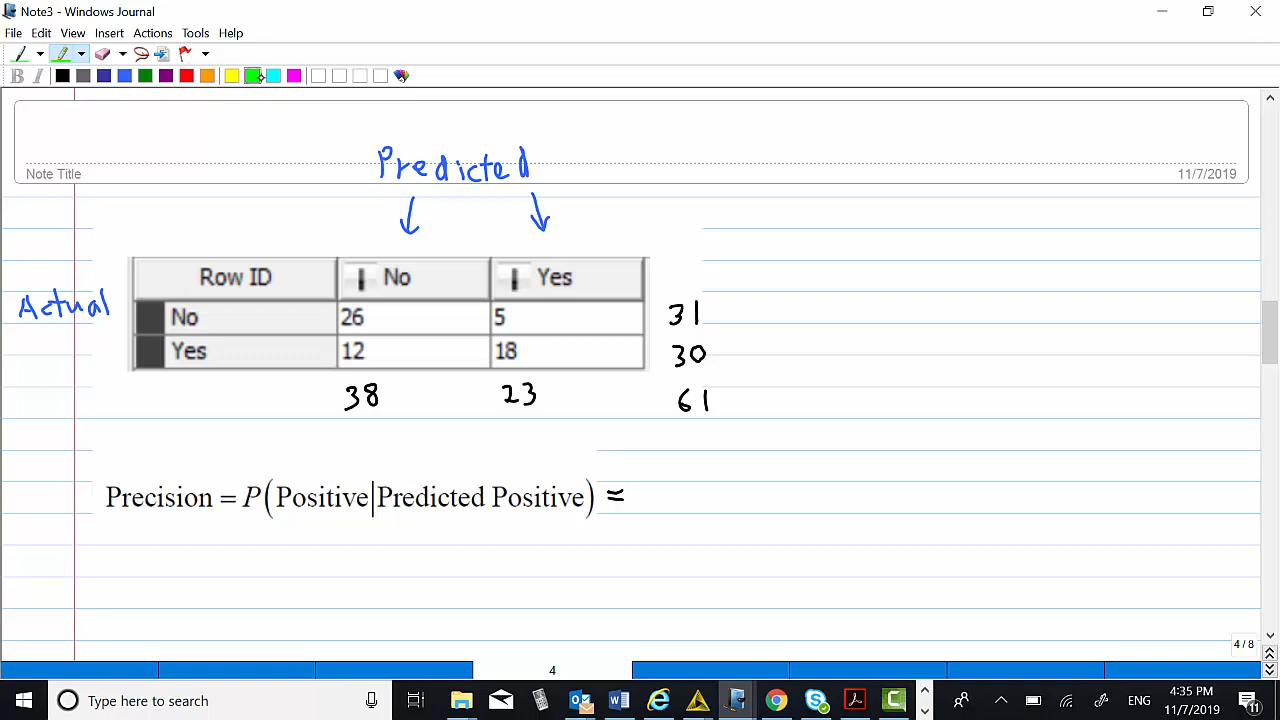 Note3 - Windows Journal
File Edit View Insert Actions Tools Help
B I
Note Title
11/7/2019
Predicted
Row ID No Yes
Actual
No 26 5 31
Yes 12 18 30
38 23 61
Precision = P(Positive|Predicted Positive) ≈
4 / 8
4
Type here to search
ENG
4:35 PM
11/7/2019
11